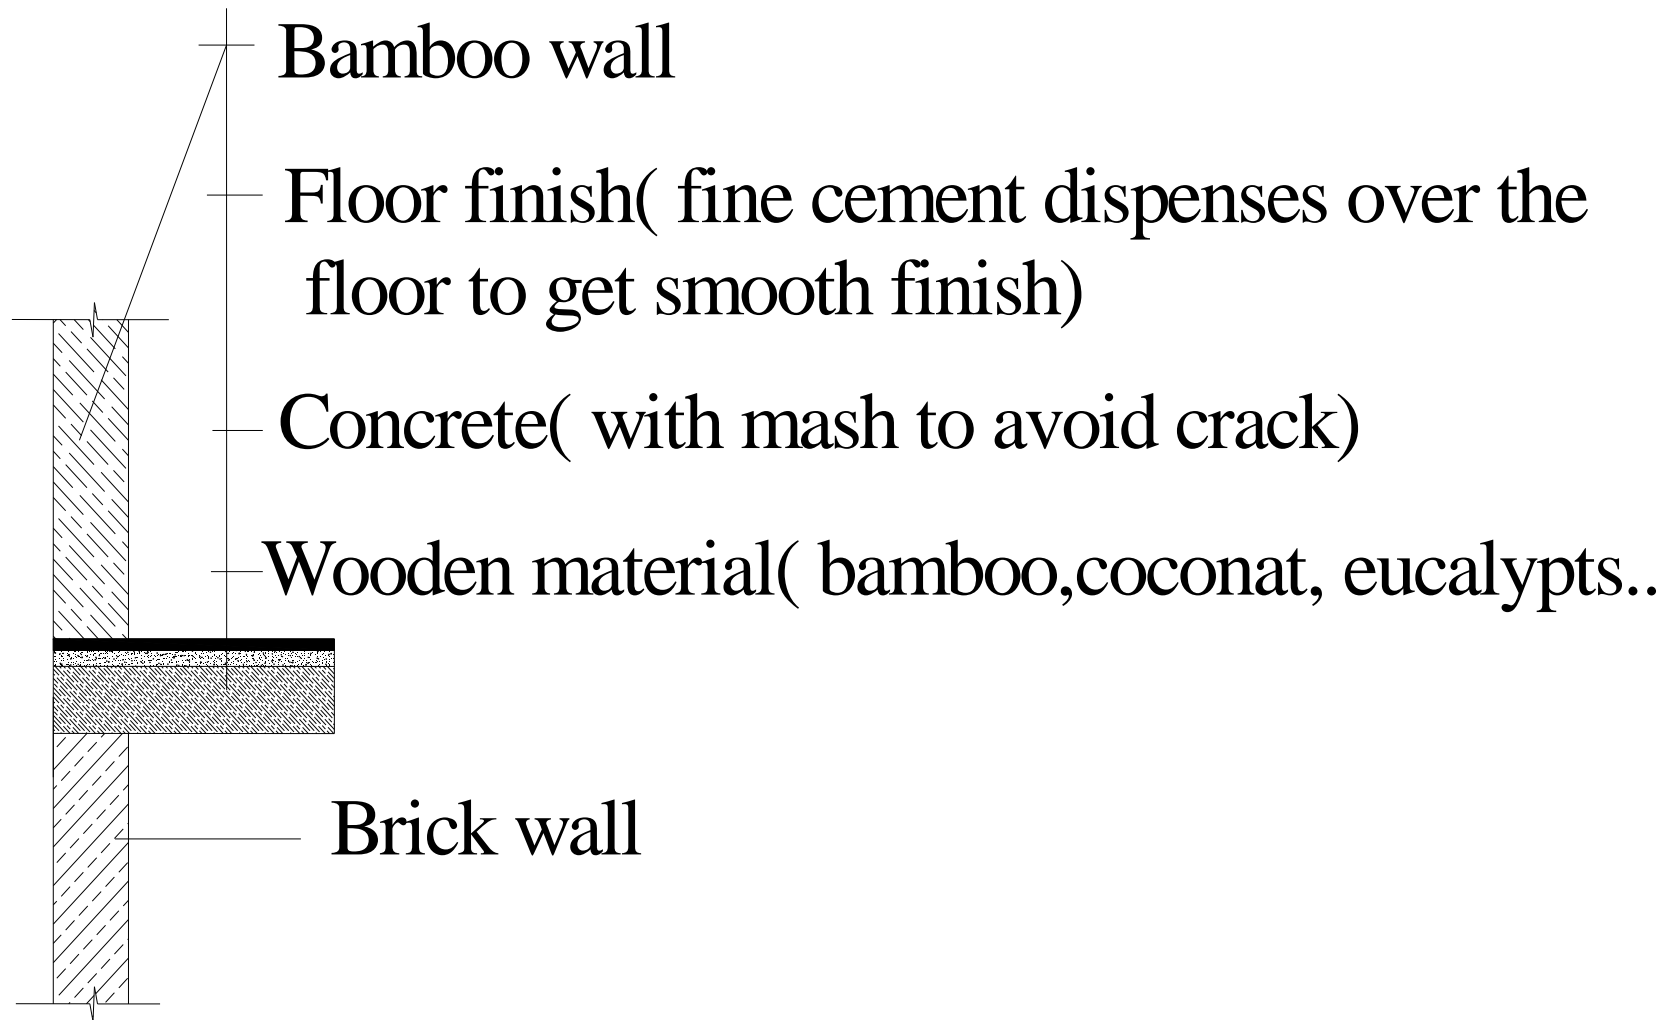 Bamboo wall
Floor finish( fine cement dispenses over the
floor to get smooth finish)
Concrete( with mash to avoid crack)
Wooden material( bamboo,coconat, eucalypts..
Brick wall